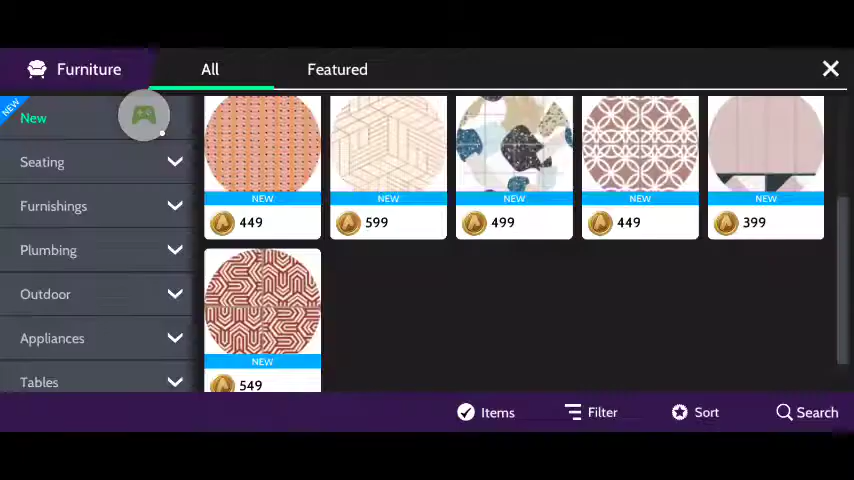 Furniture
All
Featured
NEW
New
Seating
Furnishings
Plumbing
Outdoor
Appliances
Tables
NEW
NEW
NEW
NEW
NEW
449
599
499
449
399
NEW
549
Items
Filter
Sort
Search